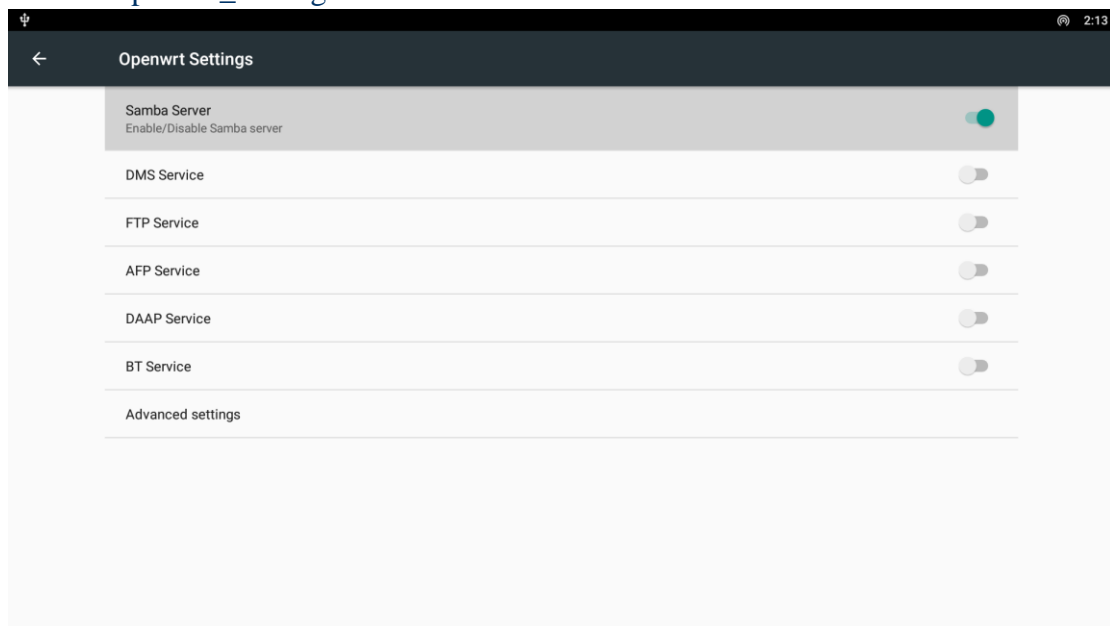 2:13
Openwrt Settings
Samba Server
Enable/Disable Samba server
DMS Service
FTP Service
AFP Service
DAAP Service
BT Service
Advanced settings